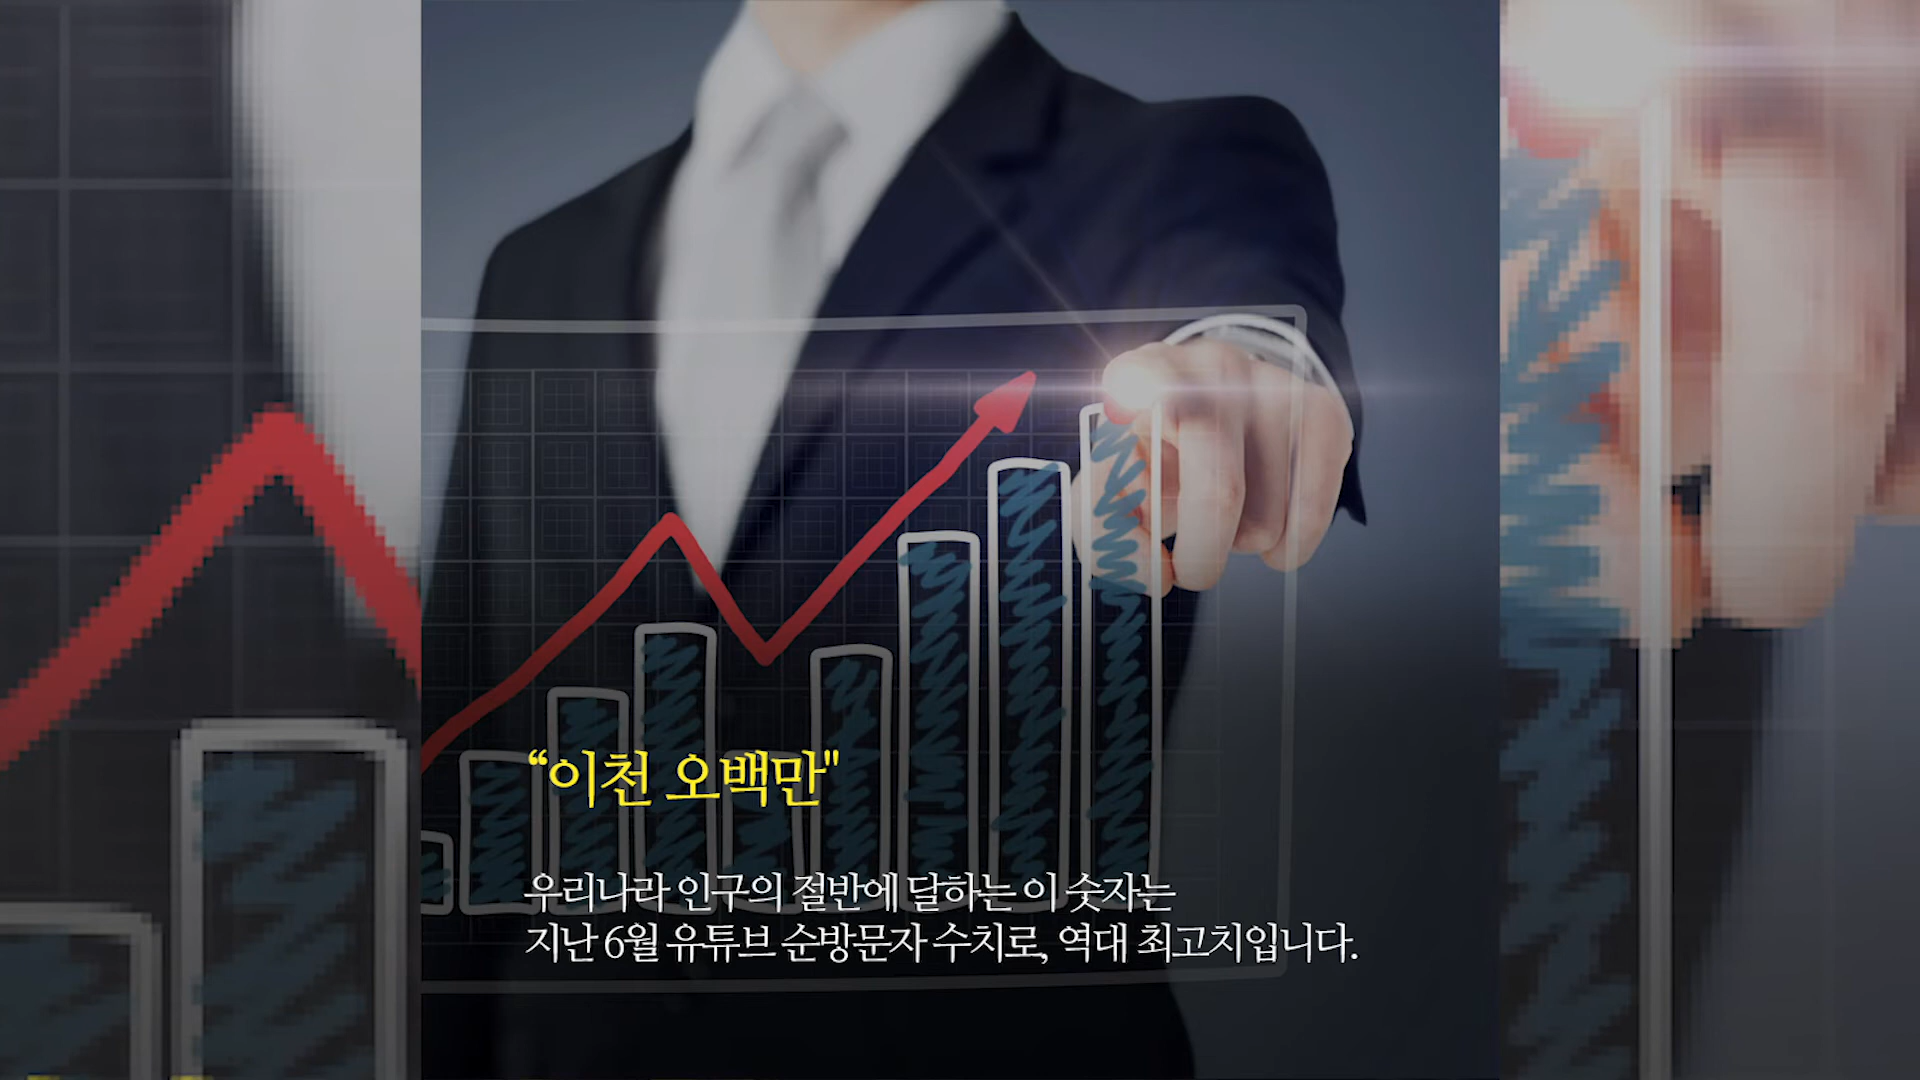 “이천 오백만"
우리나라 인구의 절반에 달하는 이 숫자는
지난 6월 유튜브 순방문자 수치로, 역대 최고치입니다.